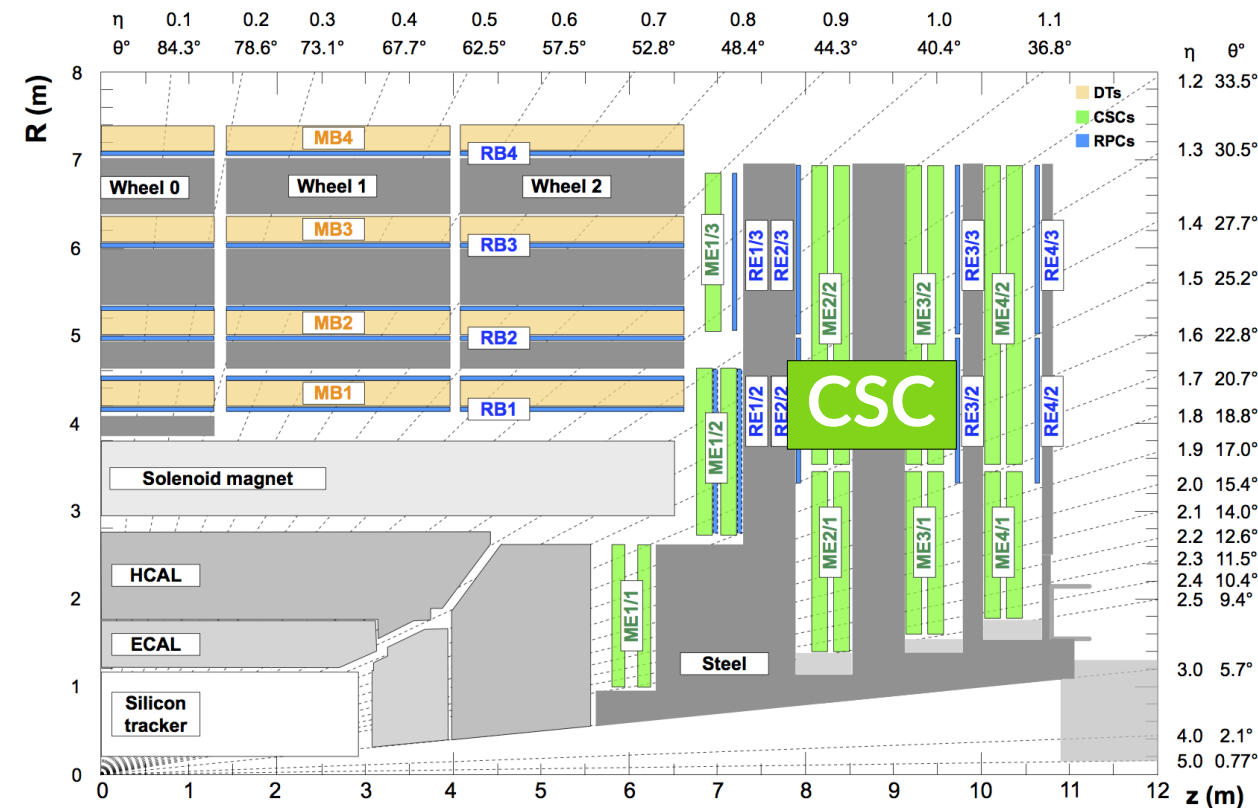 η 0.1 0.2 0.3 0.4 0.5 0.6 0.7 0.8 0.9 1.0 1.1
θ° 84.3° 78.6° 73.1° 67.7° 62.5° 57.5° 52.8° 48.4° 44.3° 40.4° 36.8°
η θ°
R (m)
8
7
6
5
4
3
2
1
0
1.2 33.5°
1.3 30.5°
1.4 27.7°
1.5 25.2°
1.6 22.8°
1.7 20.7°
1.8 18.8°
1.9 17.0°
2.0 15.4°
2.1 14.0°
2.2 12.6°
2.3 11.5°
2.4 10.4°
2.5 9.4°
3.0 5.7°
4.0 2.1°
5.0 0.77°
DTs
CSCs
RPCs
MB4
RB4
Wheel 0
Wheel 1
Wheel 2
MB3
RB3
MB2
RB2
MB1
RB1
Solenoid magnet
HCAL
ECAL
Silicon
tracker
Steel
ME1/3
RE1/3
RE2/3
ME2/2
ME3/2
RE3/3
ME4/2
RE4/3
ME1/2
RE1/2
RE2/2
CSC
RE3/2
RE4/2
ME1/1
ME2/1
ME3/1
ME4/1
0 1 2 3 4 5 6 7 8 9 10 11 12
z (m)